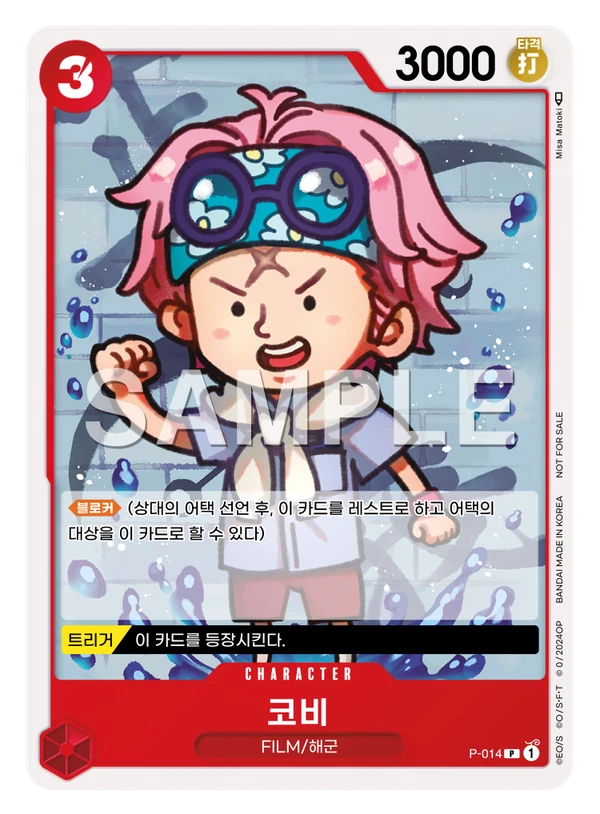 3
3000
타격
打
Misa Matoki
SAMPLE
블로커 (상대의 어택 선언 후, 이 카드를 레스트로 하고 어택의
대상을 이 카드로 할 수 있다)
트리거 이 카드를 등장시킨다.
CHARACTER
코비
FILM/해군
P-014 P 1
©EO/S ©O/S·F·T © O/2024OP BANDAI MADE IN KOREA NOT FOR SALE